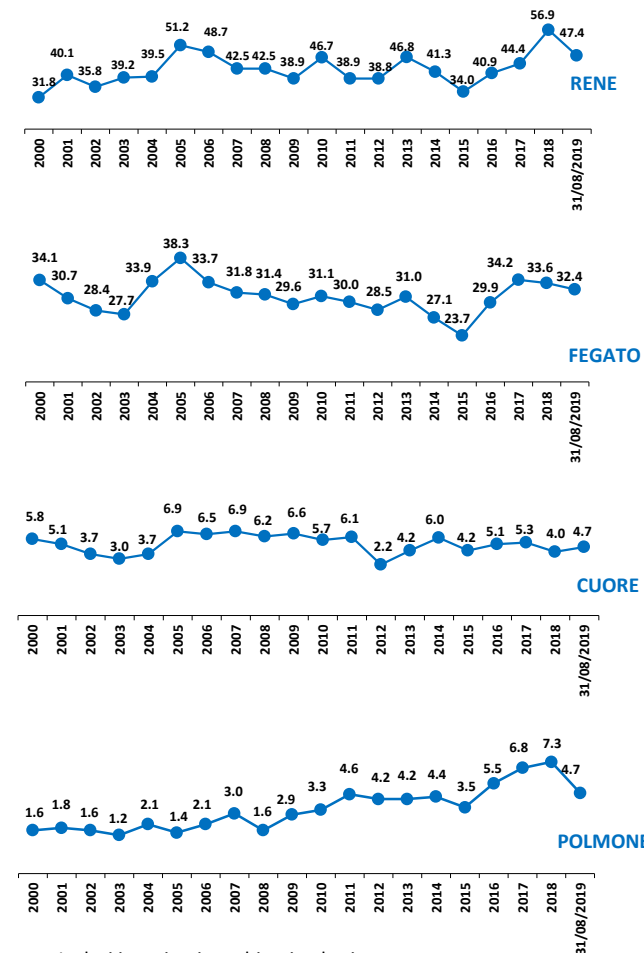 31.8 40.1 35.8 39.2 39.5 51.2 48.7 42.5 42.5 38.9 46.7 38.9 38.8 46.8 41.3 34.0 40.9 44.4 56.9 47.4
RENE
2000 2001 2002 2003 2004 2005 2006 2007 2008 2009 2010 2011 2012 2013 2014 2015 2016 2017 2018 31/08/2019
34.1 30.7 28.4 27.7 33.9 38.3 33.7 31.8 31.4 29.6 31.1 30.0 28.5 31.0 27.1 23.7 29.9 34.2 33.6 32.4
FEGATO
2000 2001 2002 2003 2004 2005 2006 2007 2008 2009 2010 2011 2012 2013 2014 2015 2016 2017 2018 31/08/2019
5.8 5.1 3.7 3.0 3.7 6.9 6.5 6.9 6.2 6.6 5.7 6.1 2.2 4.2 6.0 4.2 5.1 5.3 4.0 4.7
CUORE
2000 2001 2002 2003 2004 2005 2006 2007 2008 2009 2010 2011 2012 2013 2014 2015 2016 2017 2018 31/08/2019
1.6 1.8 1.6 1.2 2.1 1.4 2.1 3.0 1.6 2.9 3.3 4.6 4.2 4.2 4.4 3.5 5.5 6.8 7.3 4.7
POLMONE
2000 2001 2002 2003 2004 2005 2006 2007 2008 2009 2010 2011 2012 2013 2014 2015 2016 2017 2018 31/08/2019